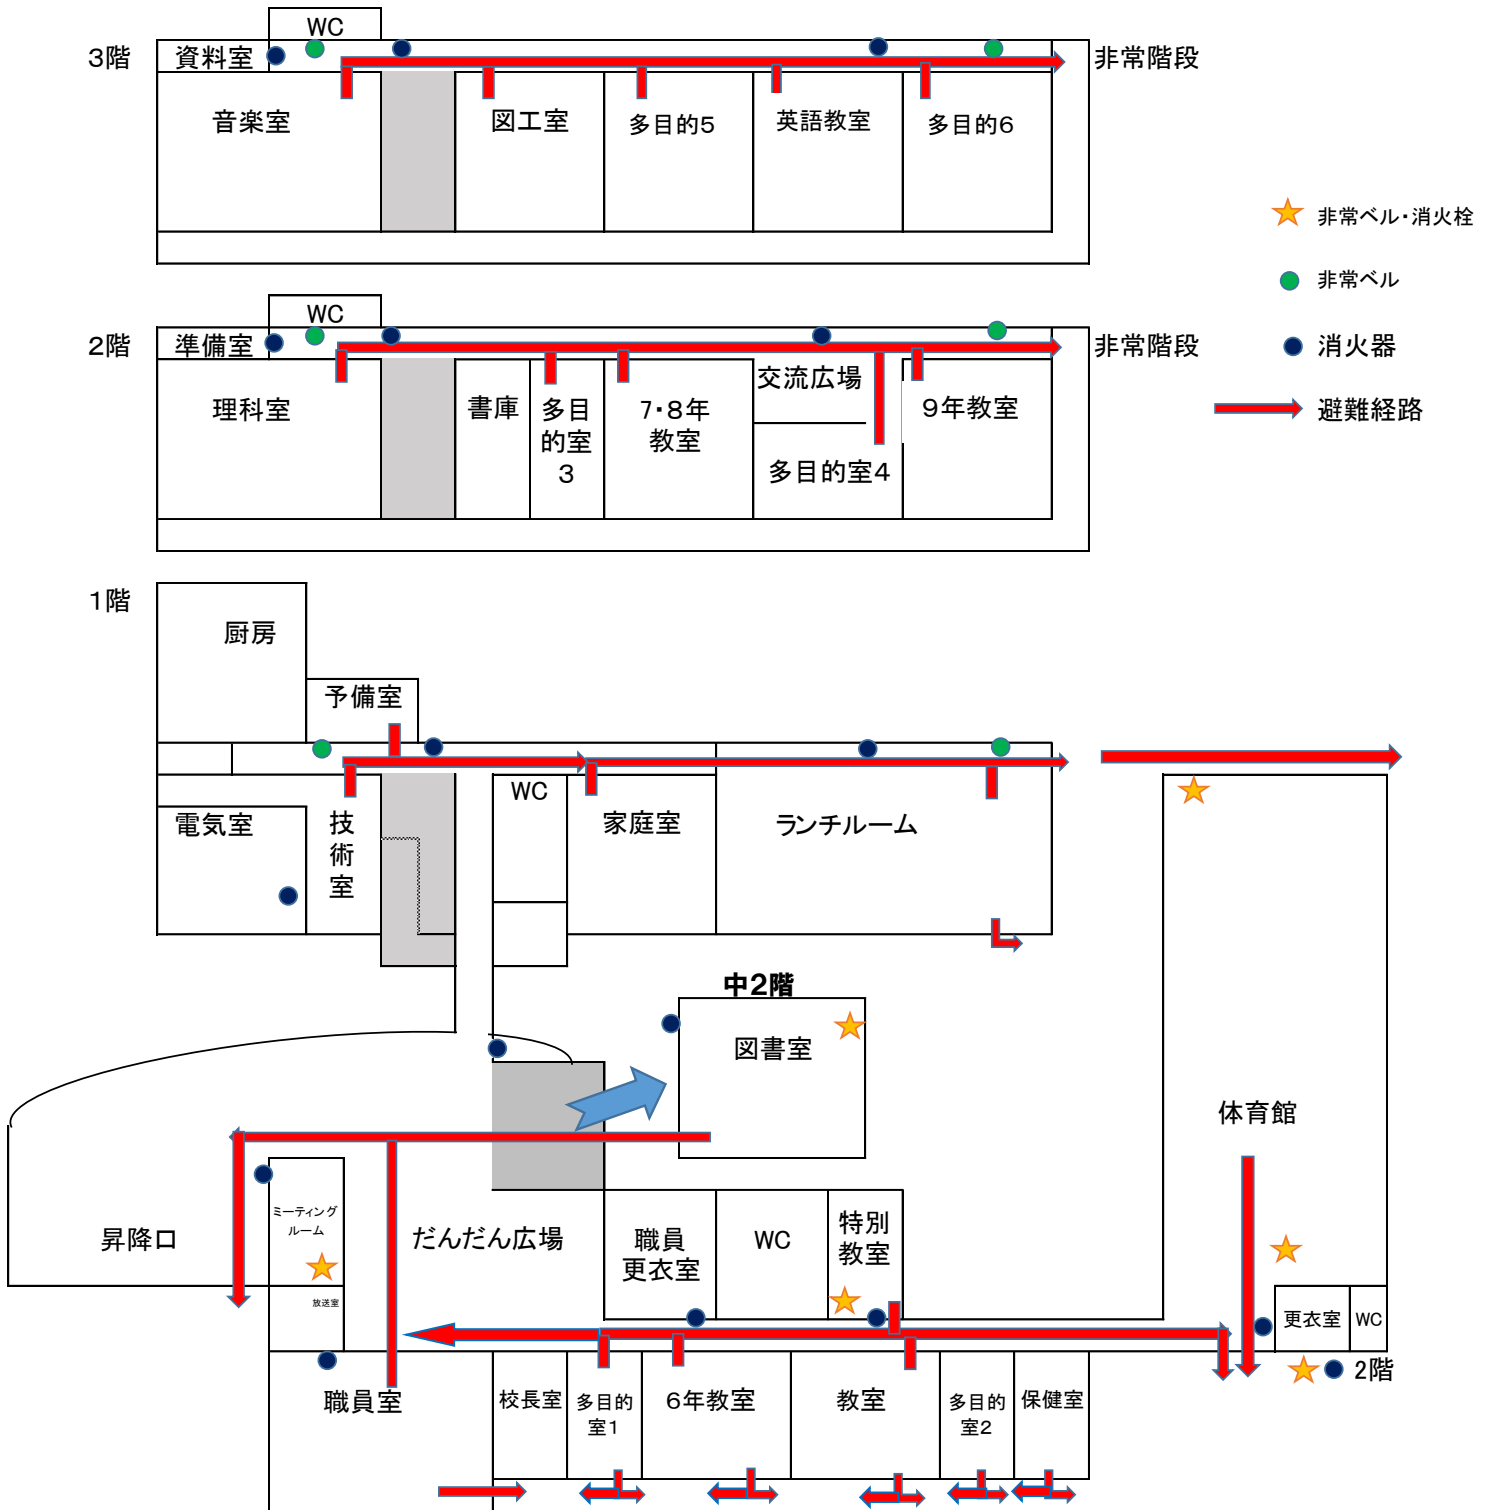 WC
3階
資料室
非常階段
音楽室
図工室
多目的5
英語教室
多目的6
非常ベル・消火栓
非常ベル
消火器
避難経路
WC
2階
準備室
非常階段
理科室
書庫
多目
的室
3
7・8年
教室
交流広場
多目的室4
9年教室
1階
厨房
予備室
電気室
技
術
室
WC
家庭室
ランチルーム
中2階
図書室
体育館
昇降口
ミーティング
ルーム
放送室
だんだん広場
職員
更衣室
WC
特別
教室
更衣室
WC
2階
職員室
校長室
多目的
室1
6年教室
教室
多目的
室2
保健室